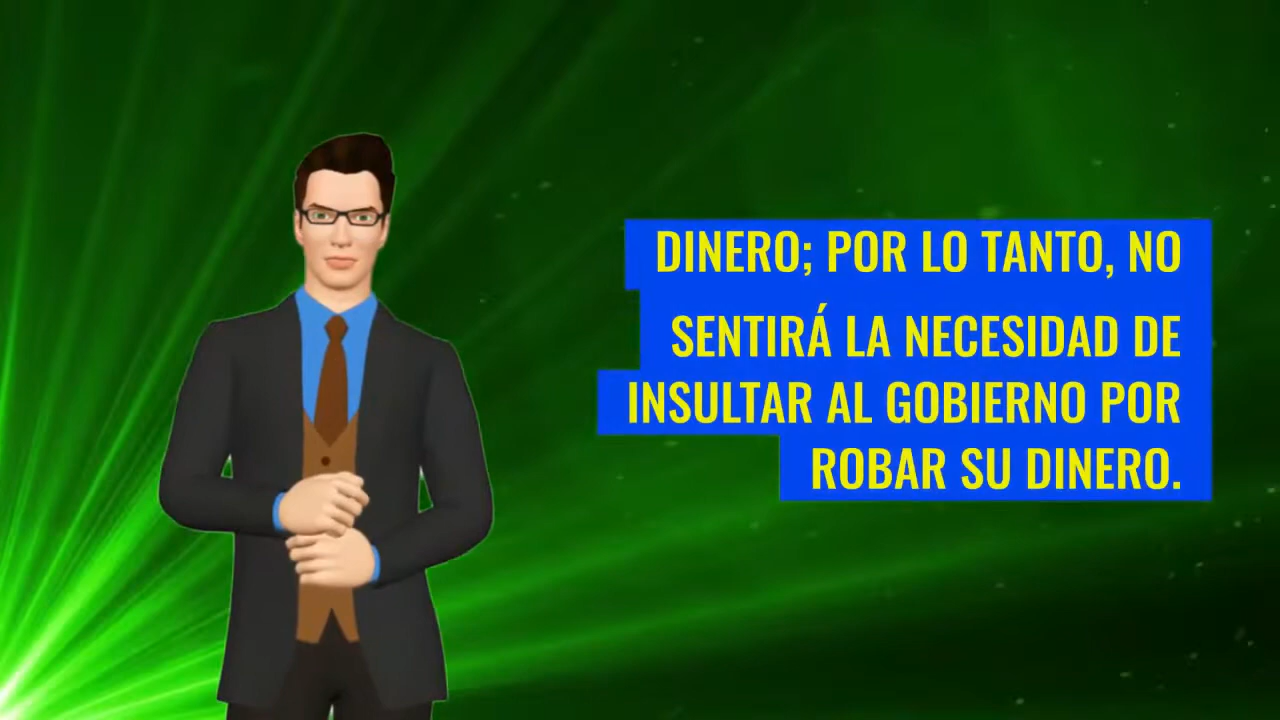 DINERO; POR LO TANTO, NO
SENTIRÁ LA NECESIDAD DE
INSULTAR AL GOBIERNO POR
ROBAR SU DINERO.